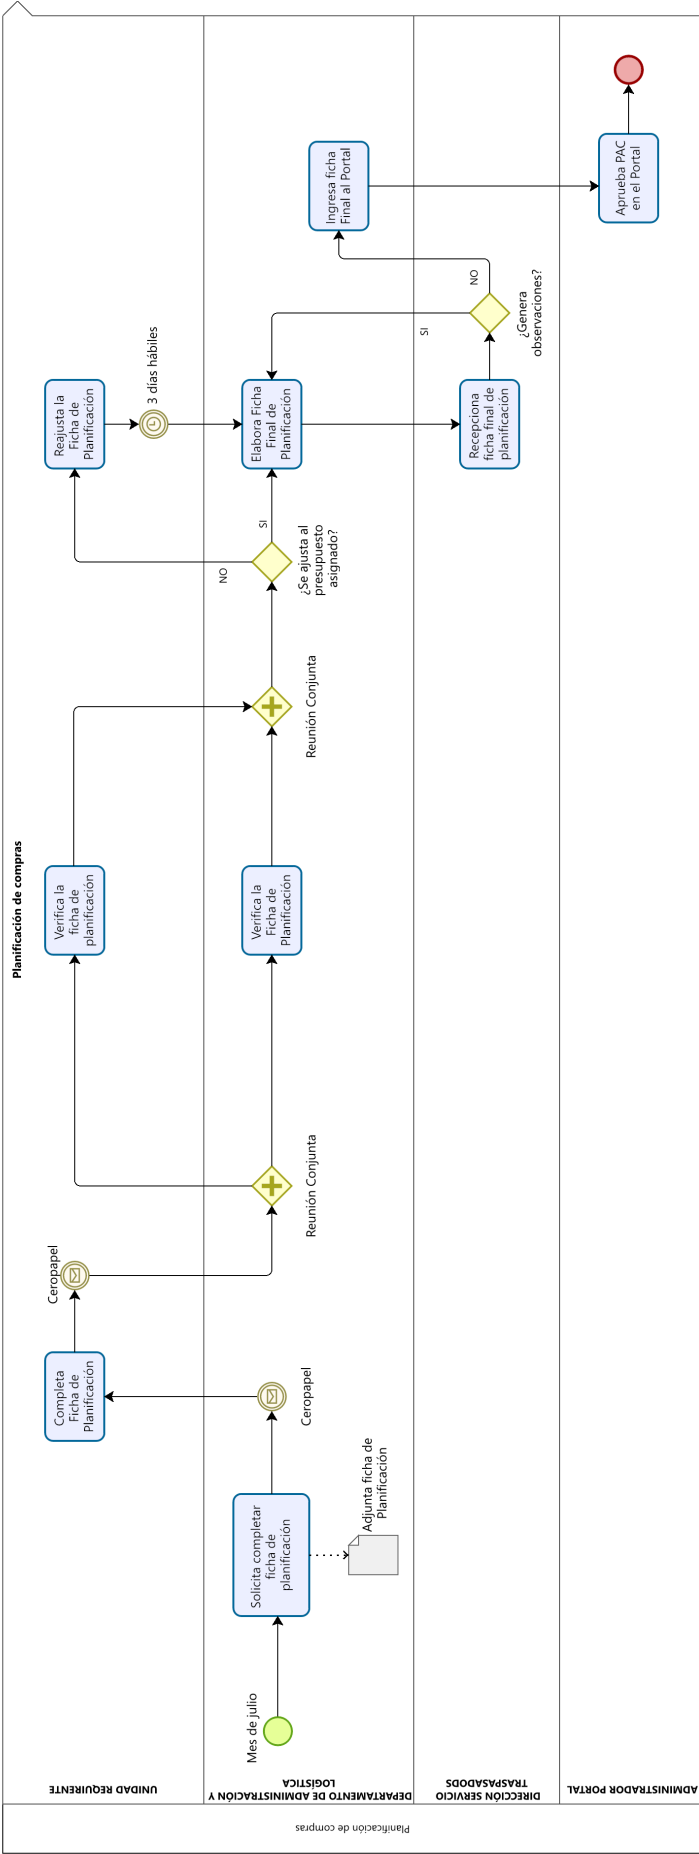 Planificación de compras
Planificación de compras
UNIDAD REQUIRENTE
DEPARTAMENTO DE ADMINISTRACIÓN Y
LOGÍSTICA
DIRECCIÓN SERVICIO
TRASPASADODS
ADMINISTRADOR PORTAL
Mes de julio
Solicita completar
ficha de
planificación
Adjunta ficha de
Planificación
Ceropapel
Completa
Ficha de
Planificación
Ceropapel
Reunión Conjunta
Verifica la
ficha de
planificación
Verifica la
Ficha de
Planificación
Reunión Conjunta
¿Se ajusta al
presupuesto
asignado?
NO
SI
Reajusta la
Ficha de
Planificación
3 días hábiles
Elabora Ficha
Final de
Planificación
Recepciona
ficha final de
planificación
¿Genera
observaciones?
SI
NO
Ingresa ficha
Final al Portal
Aprueba PAC
en el Portal